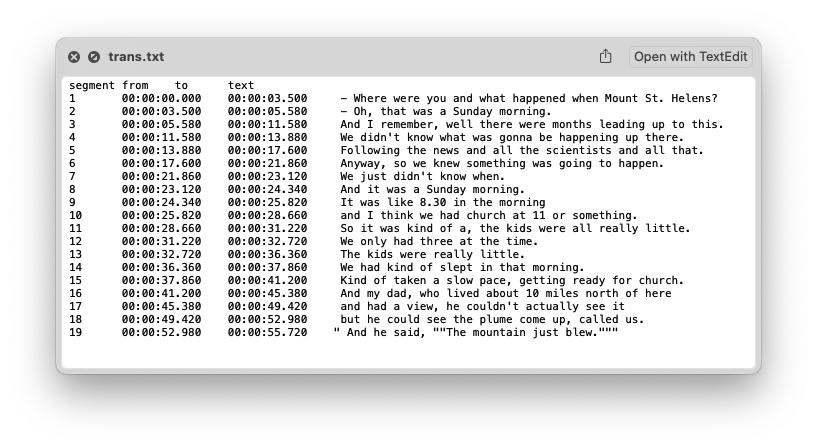 trans.txt
Open with TextEdit
segment from to text
1 00:00:00.000 00:00:03.500 – Where were you and what happened when Mount St. Helens?
2 00:00:03.500 00:00:05.580 – Oh, that was a Sunday morning.
3 00:00:05.580 00:00:11.580 And I remember, well there were months leading up to this.
4 00:00:11.580 00:00:13.880 We didn't know what was gonna be happening up there.
5 00:00:13.880 00:00:17.600 Following the news and all the scientists and all that.
6 00:00:17.600 00:00:21.860 Anyway, so we knew something was going to happen.
7 00:00:21.860 00:00:23.120 We just didn't know when.
8 00:00:23.120 00:00:24.340 And it was a Sunday morning.
9 00:00:24.340 00:00:25.820 It was like 8.30 in the morning
10 00:00:25.820 00:00:28.660 and I think we had church at 11 or something.
11 00:00:28.660 00:00:31.220 So it was kind of a, the kids were all really little.
12 00:00:31.220 00:00:32.720 We only had three at the time.
13 00:00:32.720 00:00:36.360 The kids were really little.
14 00:00:36.360 00:00:37.860 We had kind of slept in that morning.
15 00:00:37.860 00:00:41.200 Kind of taken a slow pace, getting ready for church.
16 00:00:41.200 00:00:45.380 And my dad, who lived about 10 miles north of here
17 00:00:45.380 00:00:49.420 and had a view, he couldn't actually see it
18 00:00:49.420 00:00:52.980 but he could see the plume come up, called us.
19 00:00:52.980 00:00:55.720 " And he said, ""The mountain just blew."""